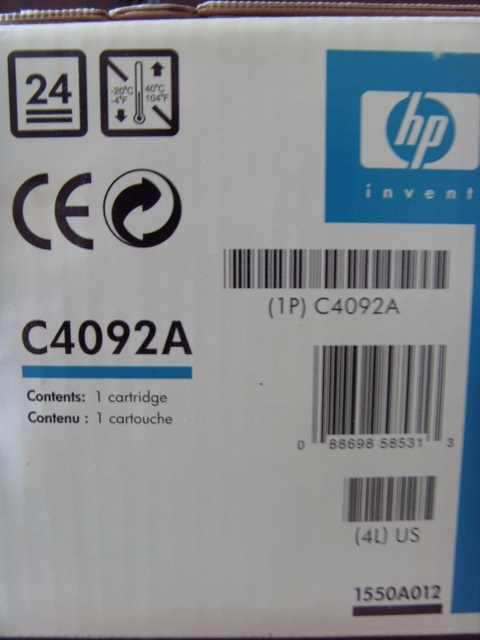 24
-20°C
-4°F
40°C
104°F
hp
invent
CE
(1P) C4092A
C4092A
Contents: 1 cartridge
Contenu : 1 cartouche
0 88698 58531 3
(4L) US
1550A012